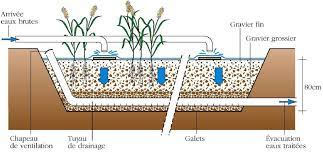 Arrivée
eaux brutes
Gravier fin
Gravier grossier
80cm
Chapeau
de ventilation
Tuyau
de drainage
Galets
Évacuation
eaux traitées